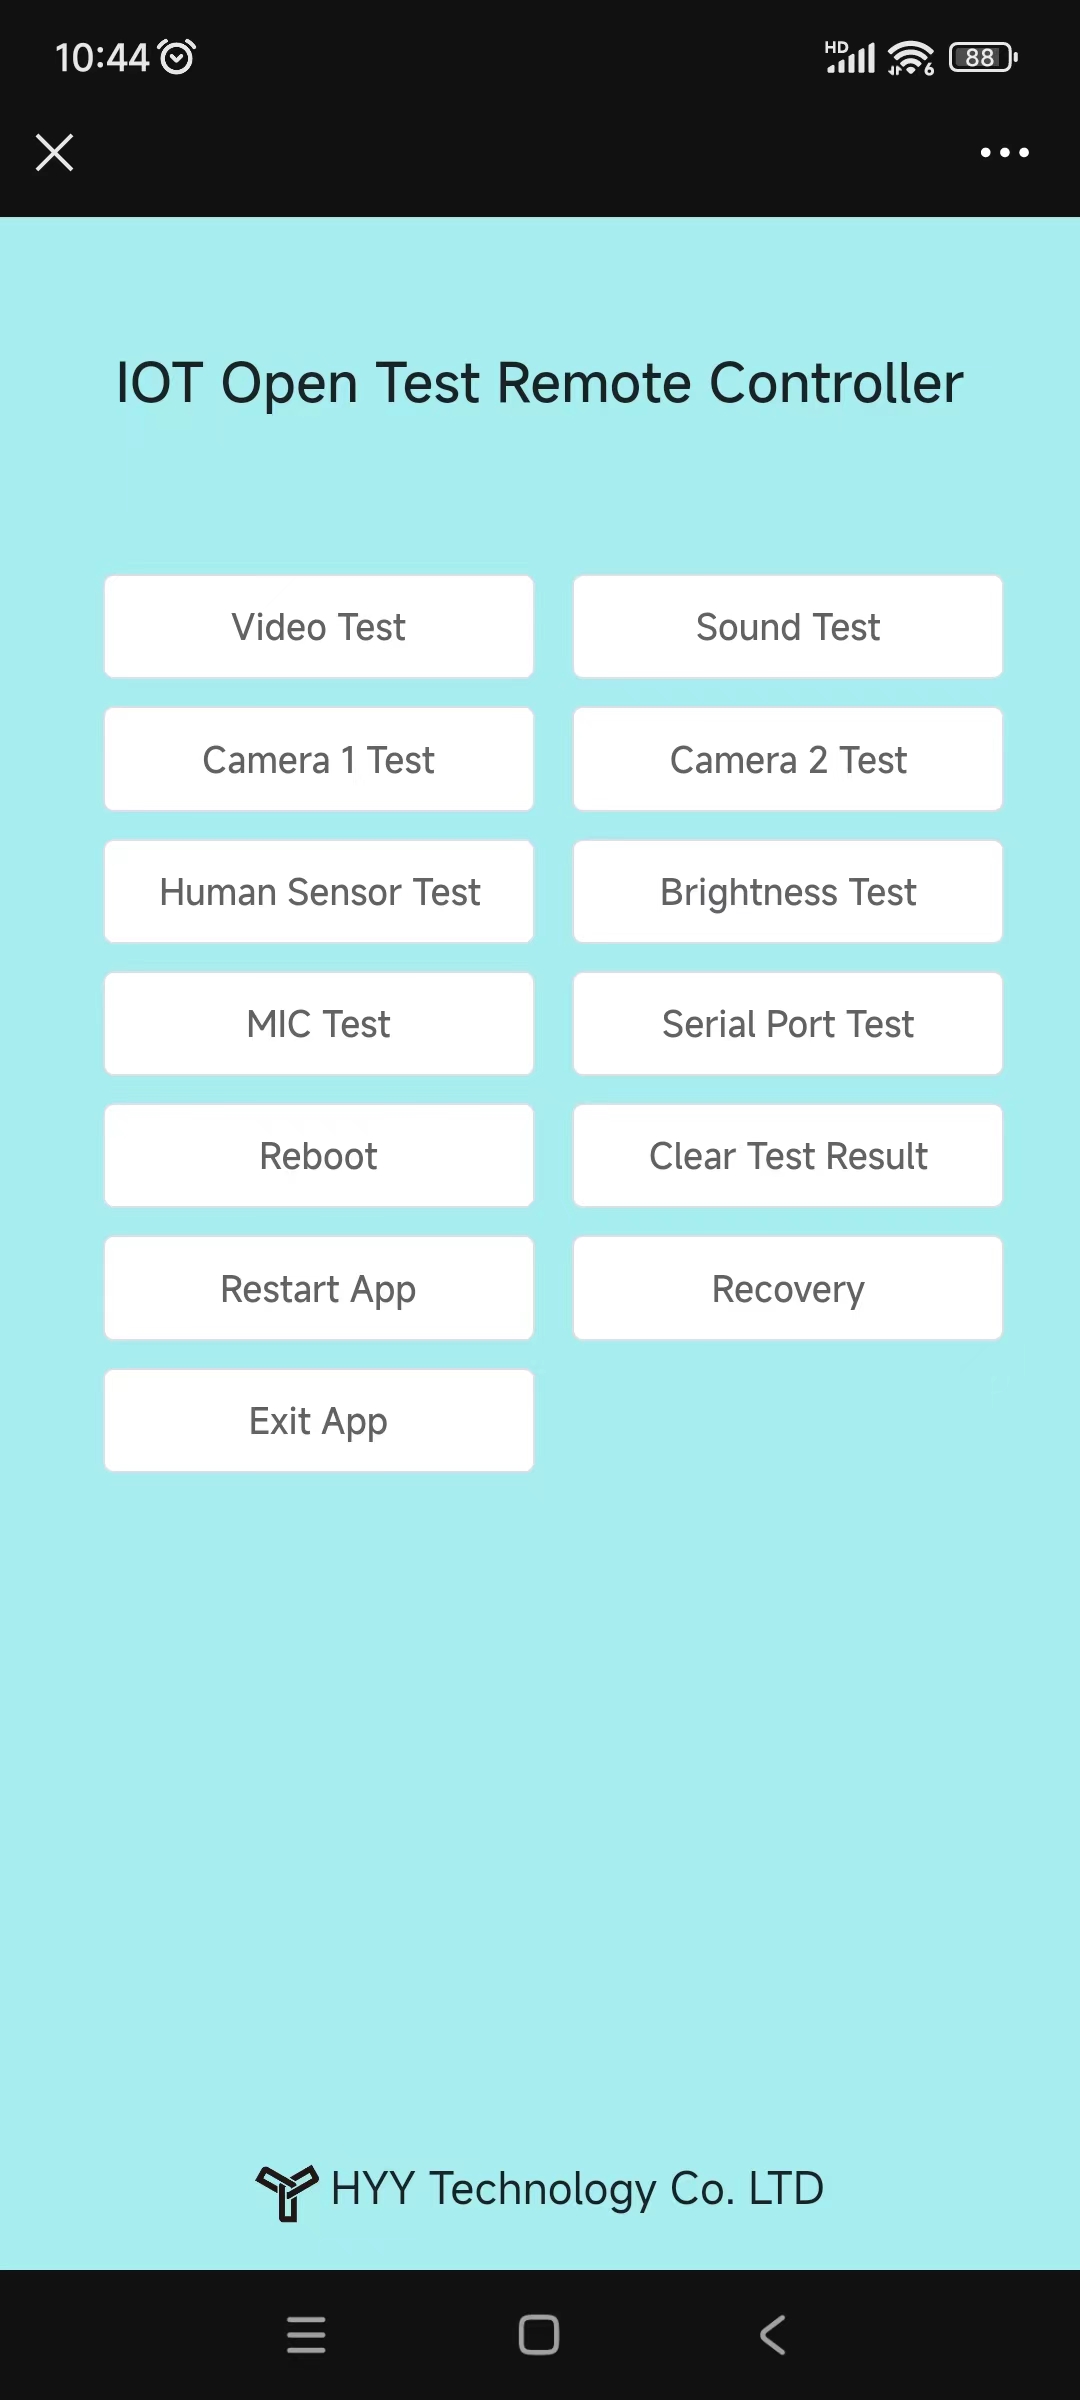 10:44
HD
6
88
IOT Open Test Remote Controller
Video Test
Sound Test
Camera 1 Test
Camera 2 Test
Human Sensor Test
Brightness Test
MIC Test
Serial Port Test
Reboot
Clear Test Result
Restart App
Recovery
Exit App
HYY Technology Co. LTD